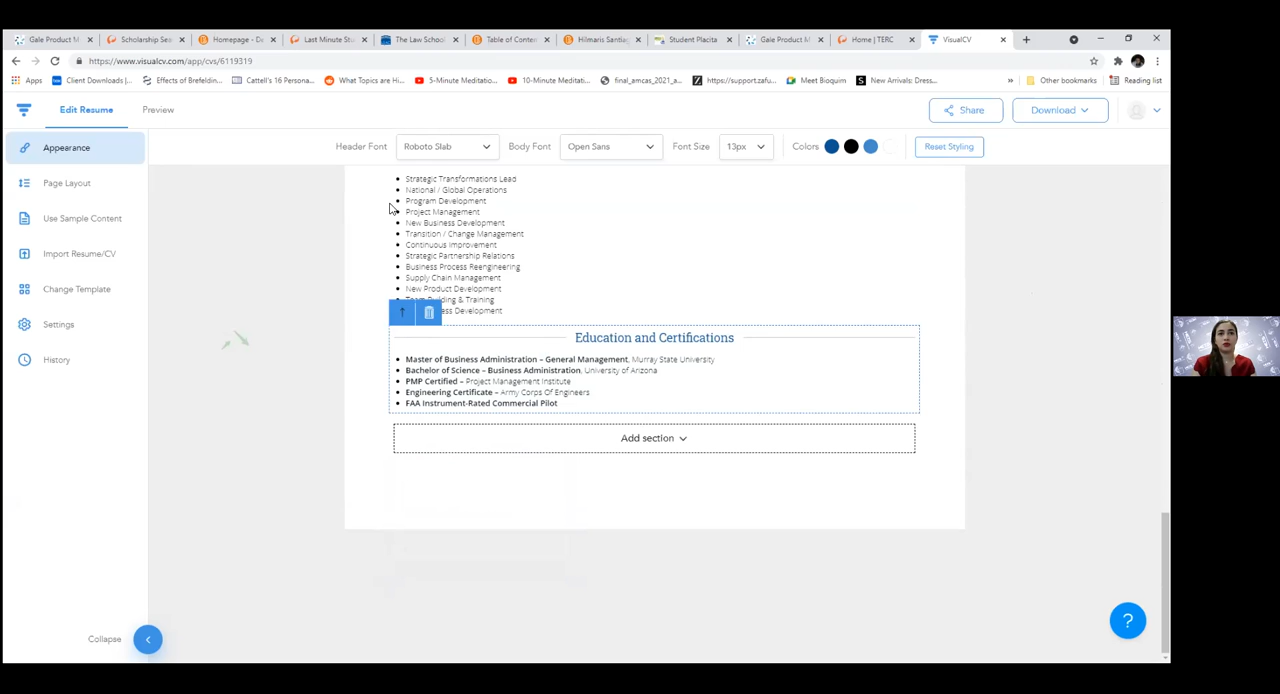 Gale Product M
Scholarship Sea
Homepage - De
Last Minute Stu
The Law School
Table of Conten
Hilmaris Santia
Student Placita
Gale Product M
Home | TERC
VisualCV
https://www.visualcv.com/app/cvs/6119319
Apps
Client Downloads |...
Effects of Brefeldin...
Cattell's 16 Persona...
What Topics are Hi...
5-Minute Meditatio...
10-Minute Meditati...
final_amcas_2021_a...
https://support.zafu...
Meet Bioquim
New Arrivals: Dress...
»
Other bookmarks
Reading list
Edit Resume
Preview
Share
Download
Appearance
Page Layout
Use Sample Content
Import Resume/CV
Change Template
Settings
History
Collapse
Header Font
Roboto Slab
Body Font
Open Sans
Font Size
13px
Colors
Reset Styling
• Strategic Transformations Lead
• National / Global Operations
• Program Development
• Project Management
• New Business Development
• Transition / Change Management
• Continuous Improvement
• Strategic Partnership Relations
• Business Process Reengineering
• Supply Chain Management
• New Product Development
& Training
Development
Education and Certifications
• Master of Business Administration – General Management, Murray State University
• Bachelor of Science – Business Administration, University of Arizona
• PMP Certified – Project Management Institute
• Engineering Certificate – Army Corps Of Engineers
• FAA Instrument-Rated Commercial Pilot
Add section
?